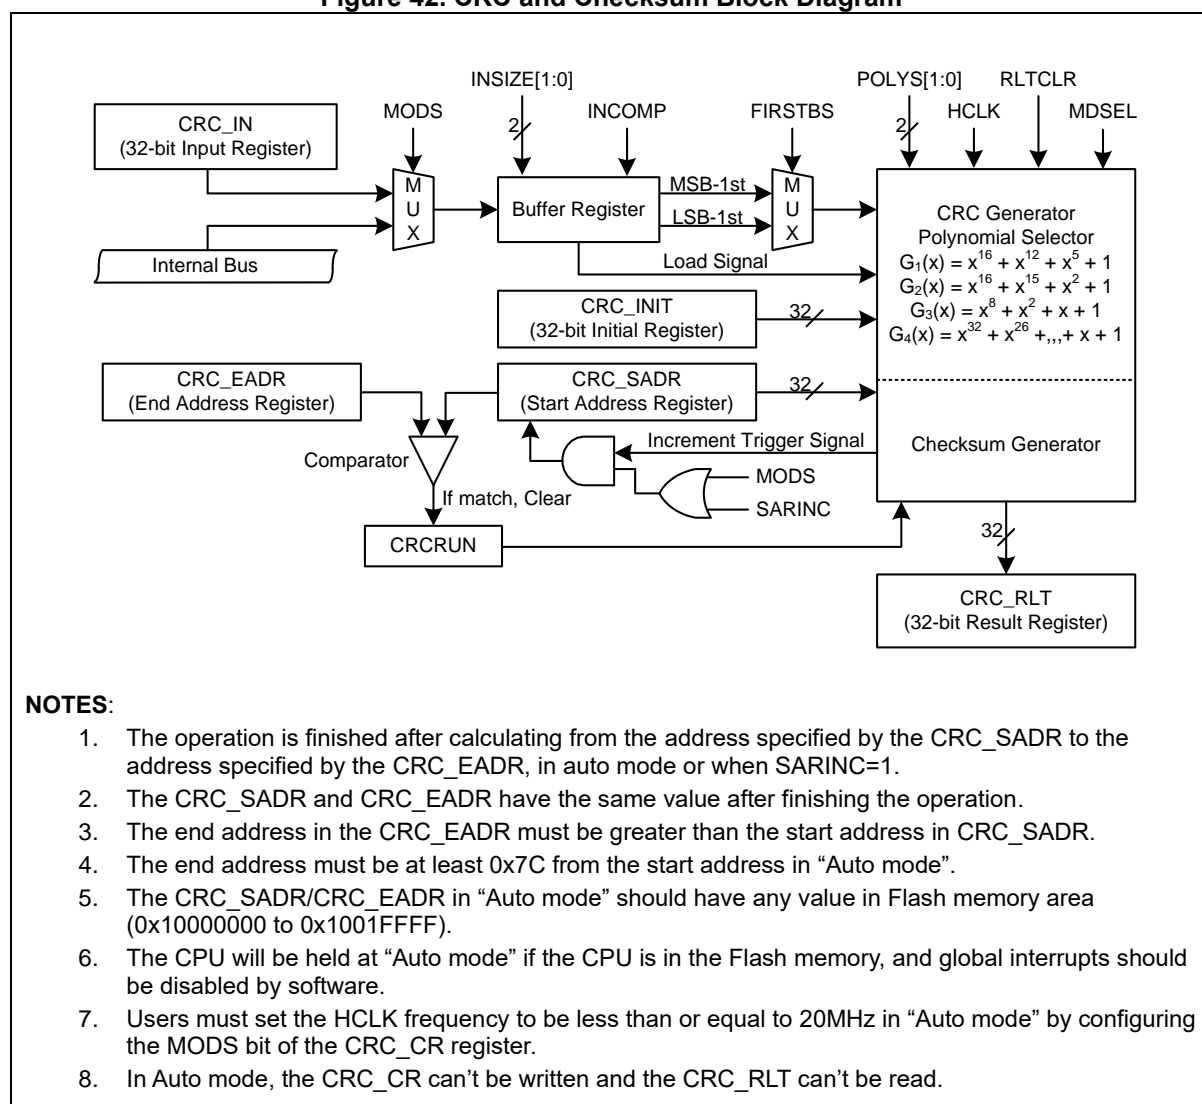 Figure 42. CRC and Checksum Block Diagram
INSIZE[1:0]
POLYS[1:0]
RLTCLR
MODS
INCOMP
FIRSTBS
HCLK
MDSEL
2
2
CRC_IN
(32-bit Input Register)
MUX
Buffer Register
MSB-1st
LSB-1st
MUX
Internal Bus
Load Signal
CRC Generator
Polynomial Selector
G₁(x) = x¹⁶ + x¹² + x⁵ + 1
G₂(x) = x¹⁶ + x¹⁵ + x² + 1
G₃(x) = x⁸ + x² + x + 1
G₄(x) = x³² + x²⁶ +,,,+ x + 1
CRC_INIT
(32-bit Initial Register)
32
CRC_EADR
(End Address Register)
CRC_SADR
(Start Address Register)
32
Increment Trigger Signal
Checksum Generator
Comparator
MODS
SARINC
If match, Clear
CRCRUN
32
CRC_RLT
(32-bit Result Register)
NOTES:
1. The operation is finished after calculating from the address specified by the CRC_SADR to the
address specified by the CRC_EADR, in auto mode or when SARINC=1.
2. The CRC_SADR and CRC_EADR have the same value after finishing the operation.
3. The end address in the CRC_EADR must be greater than the start address in CRC_SADR.
4. The end address must be at least 0x7C from the start address in “Auto mode”.
5. The CRC_SADR/CRC_EADR in “Auto mode” should have any value in Flash memory area
(0x10000000 to 0x1001FFFF).
6. The CPU will be held at “Auto mode” if the CPU is in the Flash memory, and global interrupts should
be disabled by software.
7. Users must set the HCLK frequency to be less than or equal to 20MHz in “Auto mode” by configuring
the MODS bit of the CRC_CR register.
8. In Auto mode, the CRC_CR can’t be written and the CRC_RLT can’t be read.